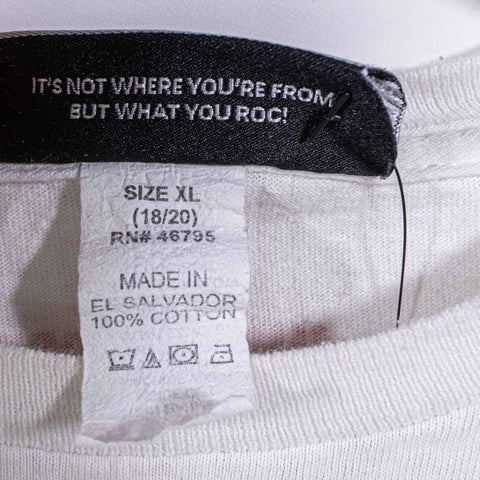 IT'S NOT WHERE YOU'RE FROM
BUT WHAT YOU ROC!
SIZE XL
(18/20)
RN# 46795
MADE IN
EL SALVADOR
100% COTTON